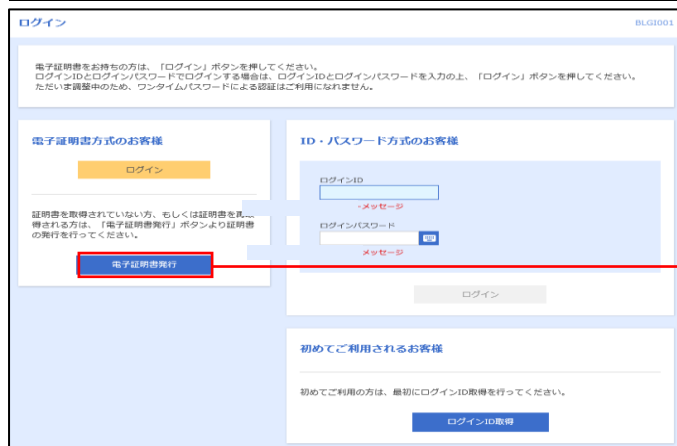 ログイン
BLGI001
電子証明書をお持ちの方は、「ログイン」ボタンを押してください。
ログインIDとログインパスワードでログインする場合は、ログインIDとログインパスワードを入力の上、「ログイン」ボタンを押してください。
ただいま調整中のため、ワンタイムパスワードによる認証はご利用になれません。
電子証明書方式のお客様
ログイン
証明書を取得されていない方、もしくは証明書を再取
得される方は、「電子証明書発行」ボタンより証明書
の発行を行ってください。
電子証明書発行
ID・パスワード方式のお客様
ログインID
-メッセージ
ログインパスワード
メッセージ
ログイン
初めてご利用されるお客様
初めてご利用の方は、最初にログインID取得を行ってください。
ログインID取得